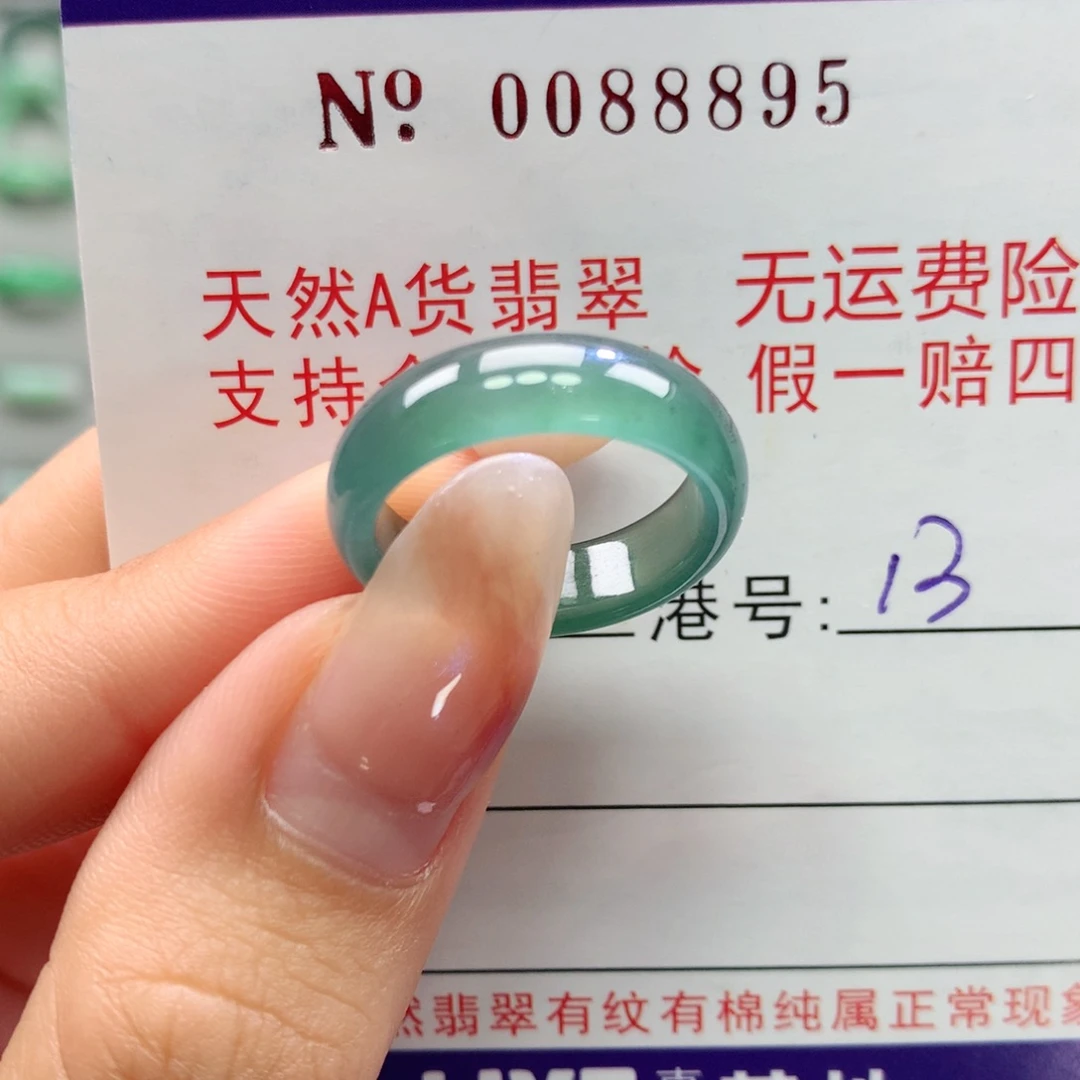 № 0088895
天然A货翡翠 无运费险
支持 假一赔四
港号: 13
然翡翠有纹有棉纯属正常现象